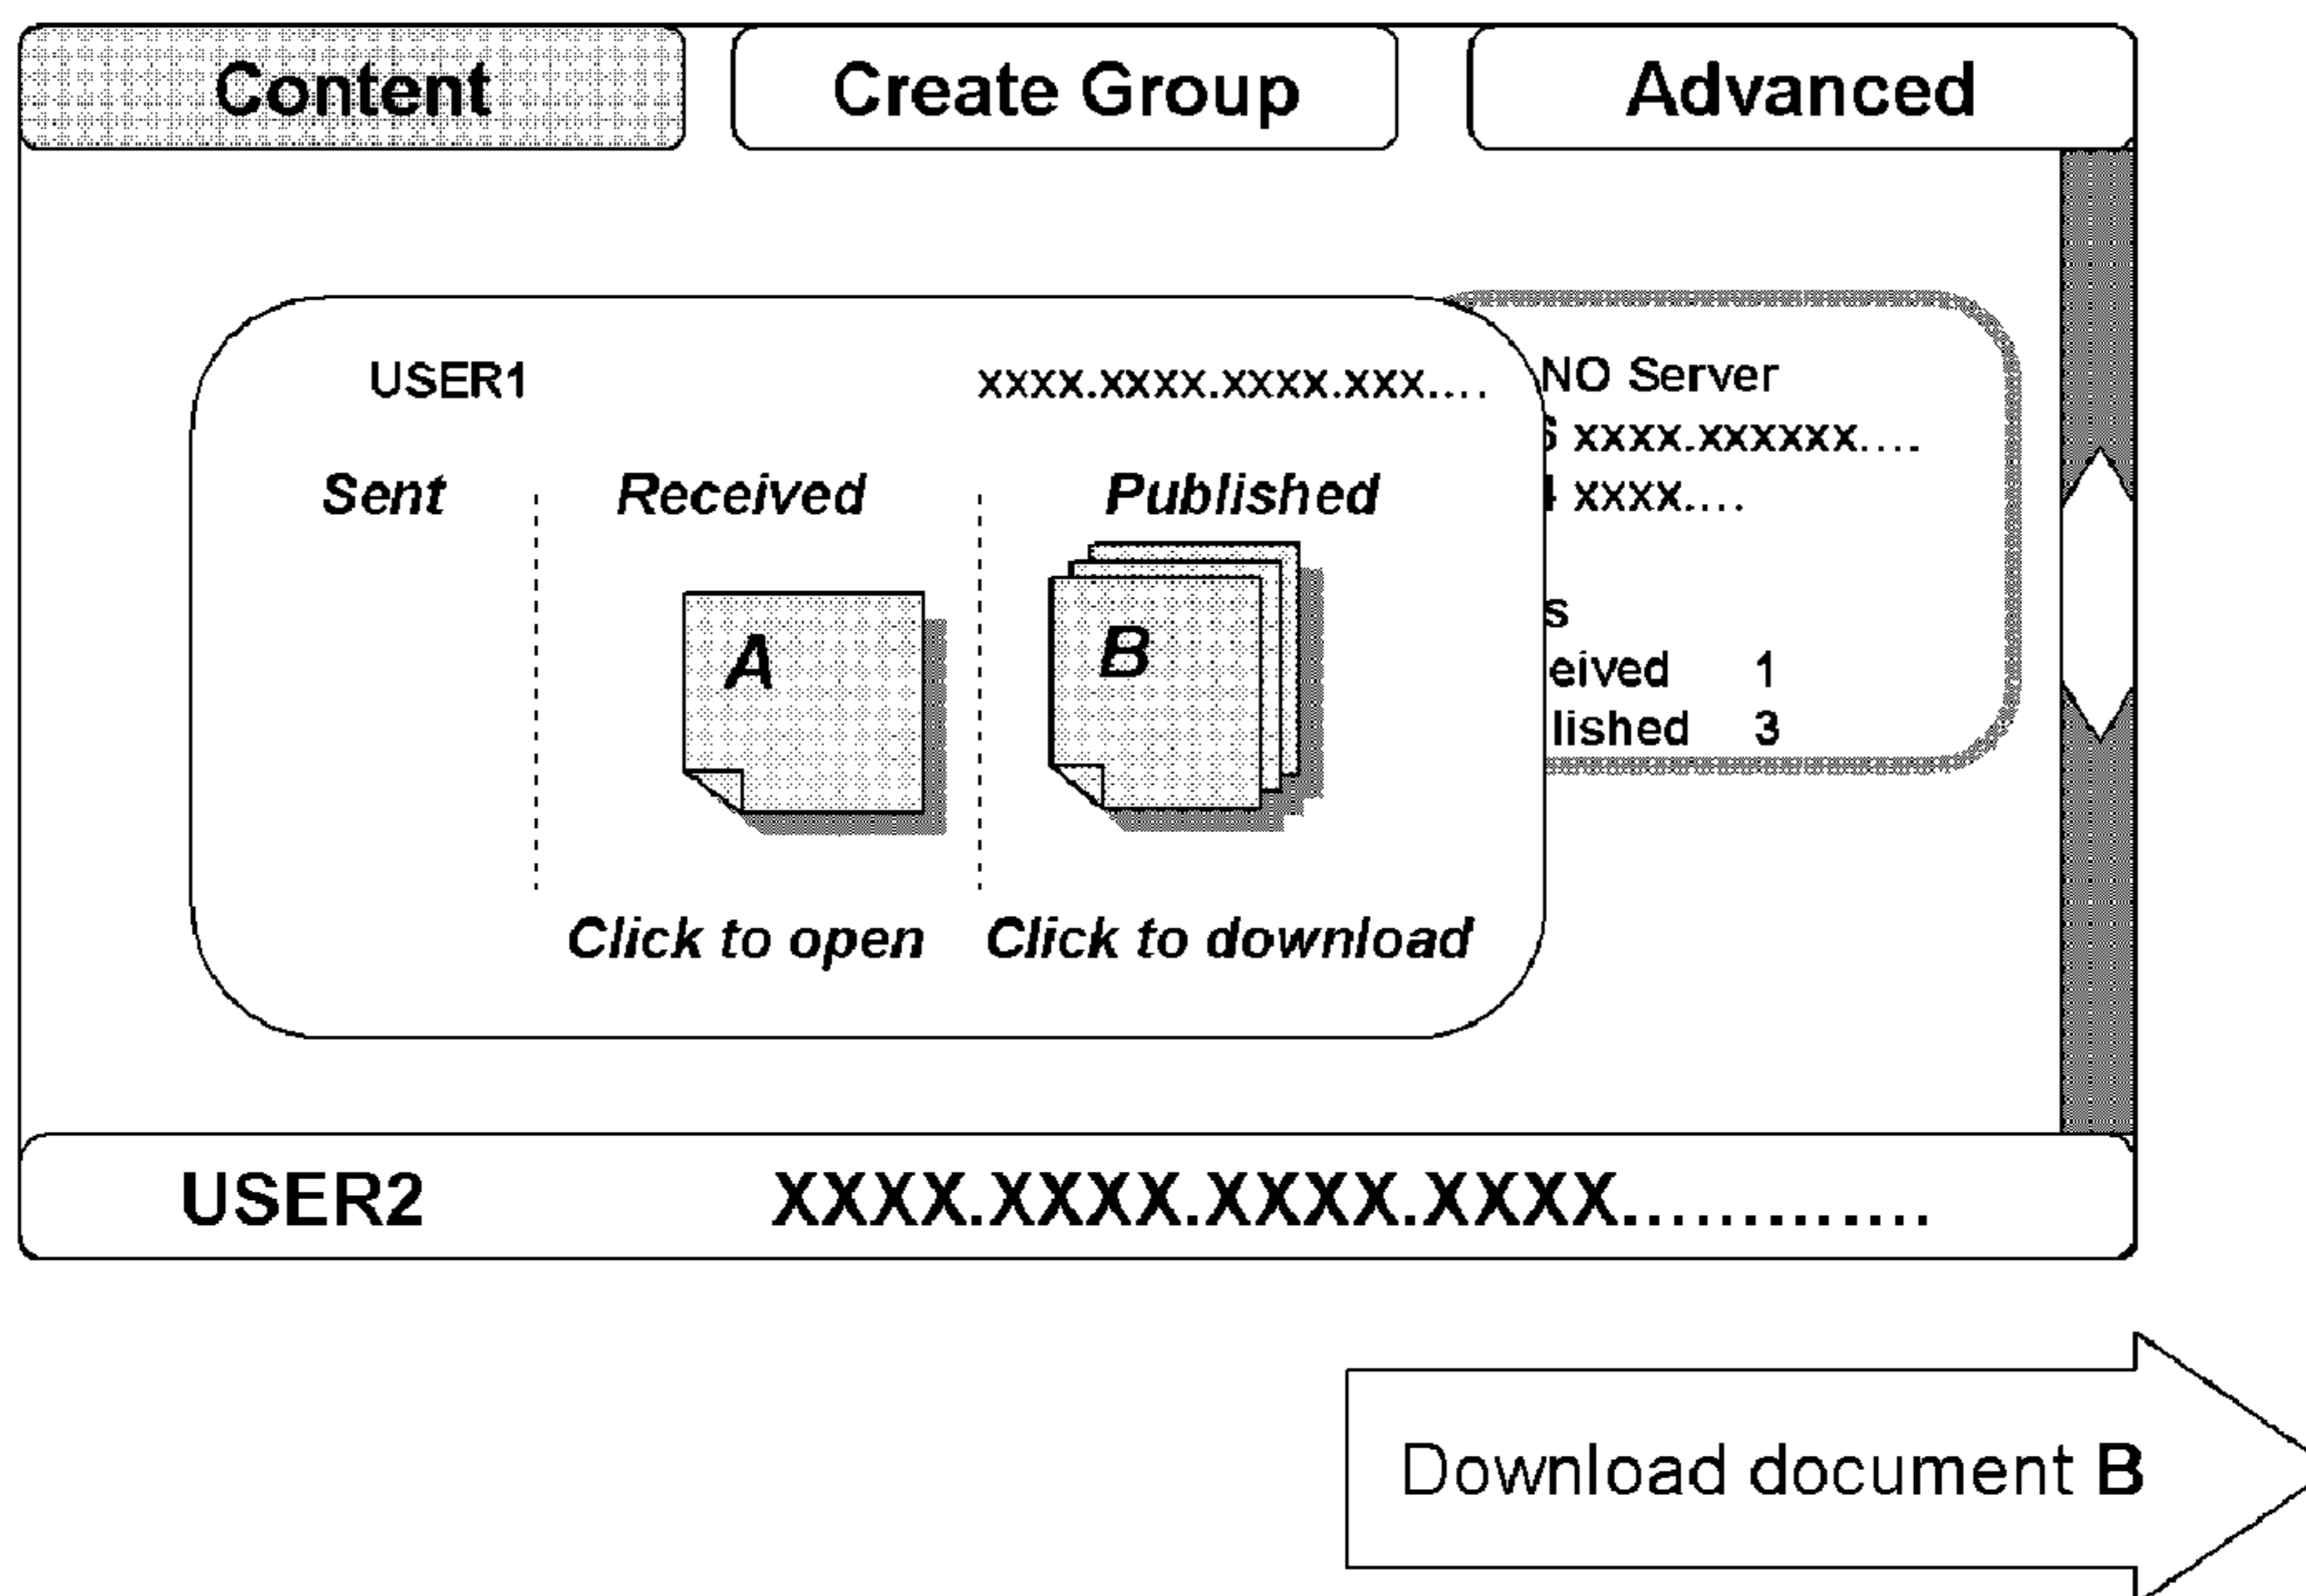 Content Create Group Advanced
USER1 xxxx.xxxx.xxxx.xxx.... NO Server
xxxx.xxxxxx....
Sent Received Published xxxx....
s
A B eived 1
lished 3
Click to open Click to download
USER2 XXXX.XXXX.XXXX.XXXX.............
Download document B